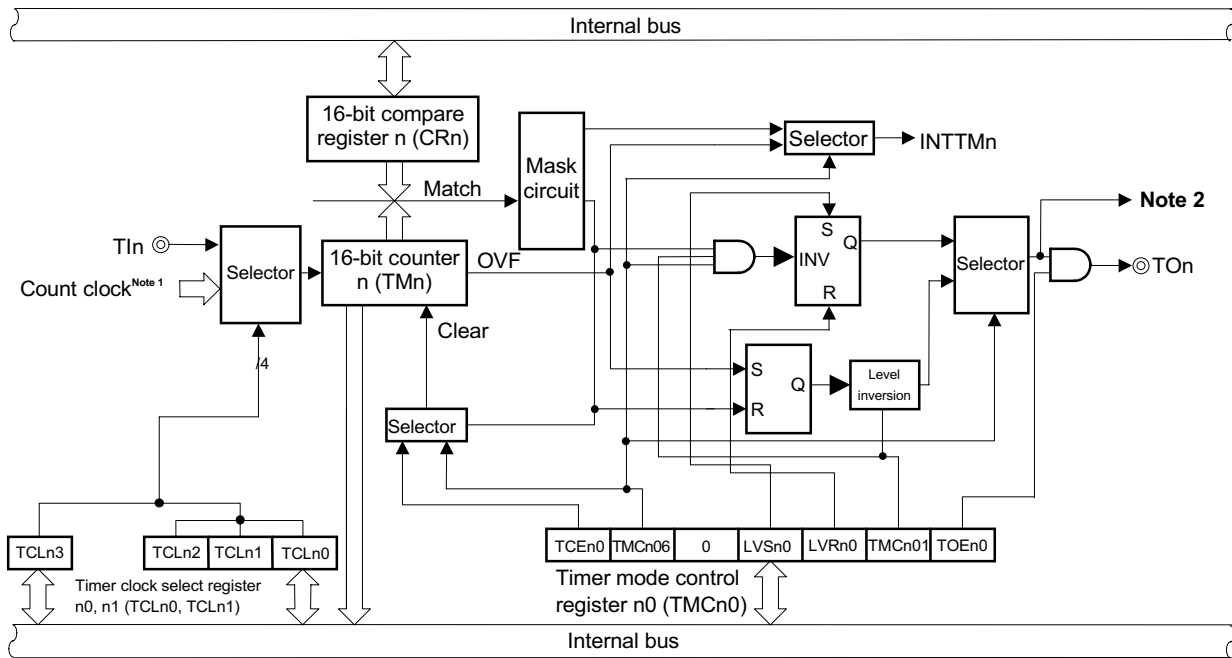 Internal bus
16-bit compare
register n (CRn)
Mask
circuit
Selector
INTTMn
Match
Note 2
TIn
Selector
16-bit counter
n (TMn)
OVF
S
Q
INV
R
Selector
TOn
Count clock Note 1
Clear
/4
S
Q
R
Level
inversion
Selector
TCLn3
TCLn2
TCLn1
TCLn0
TCEn0
TMCn06
0
LVSn0
LVRn0
TMCn01
TOEn0
Timer clock select register
n0, n1 (TCLn0, TCLn1)
Timer mode control
register n0 (TMCn0)
Internal bus